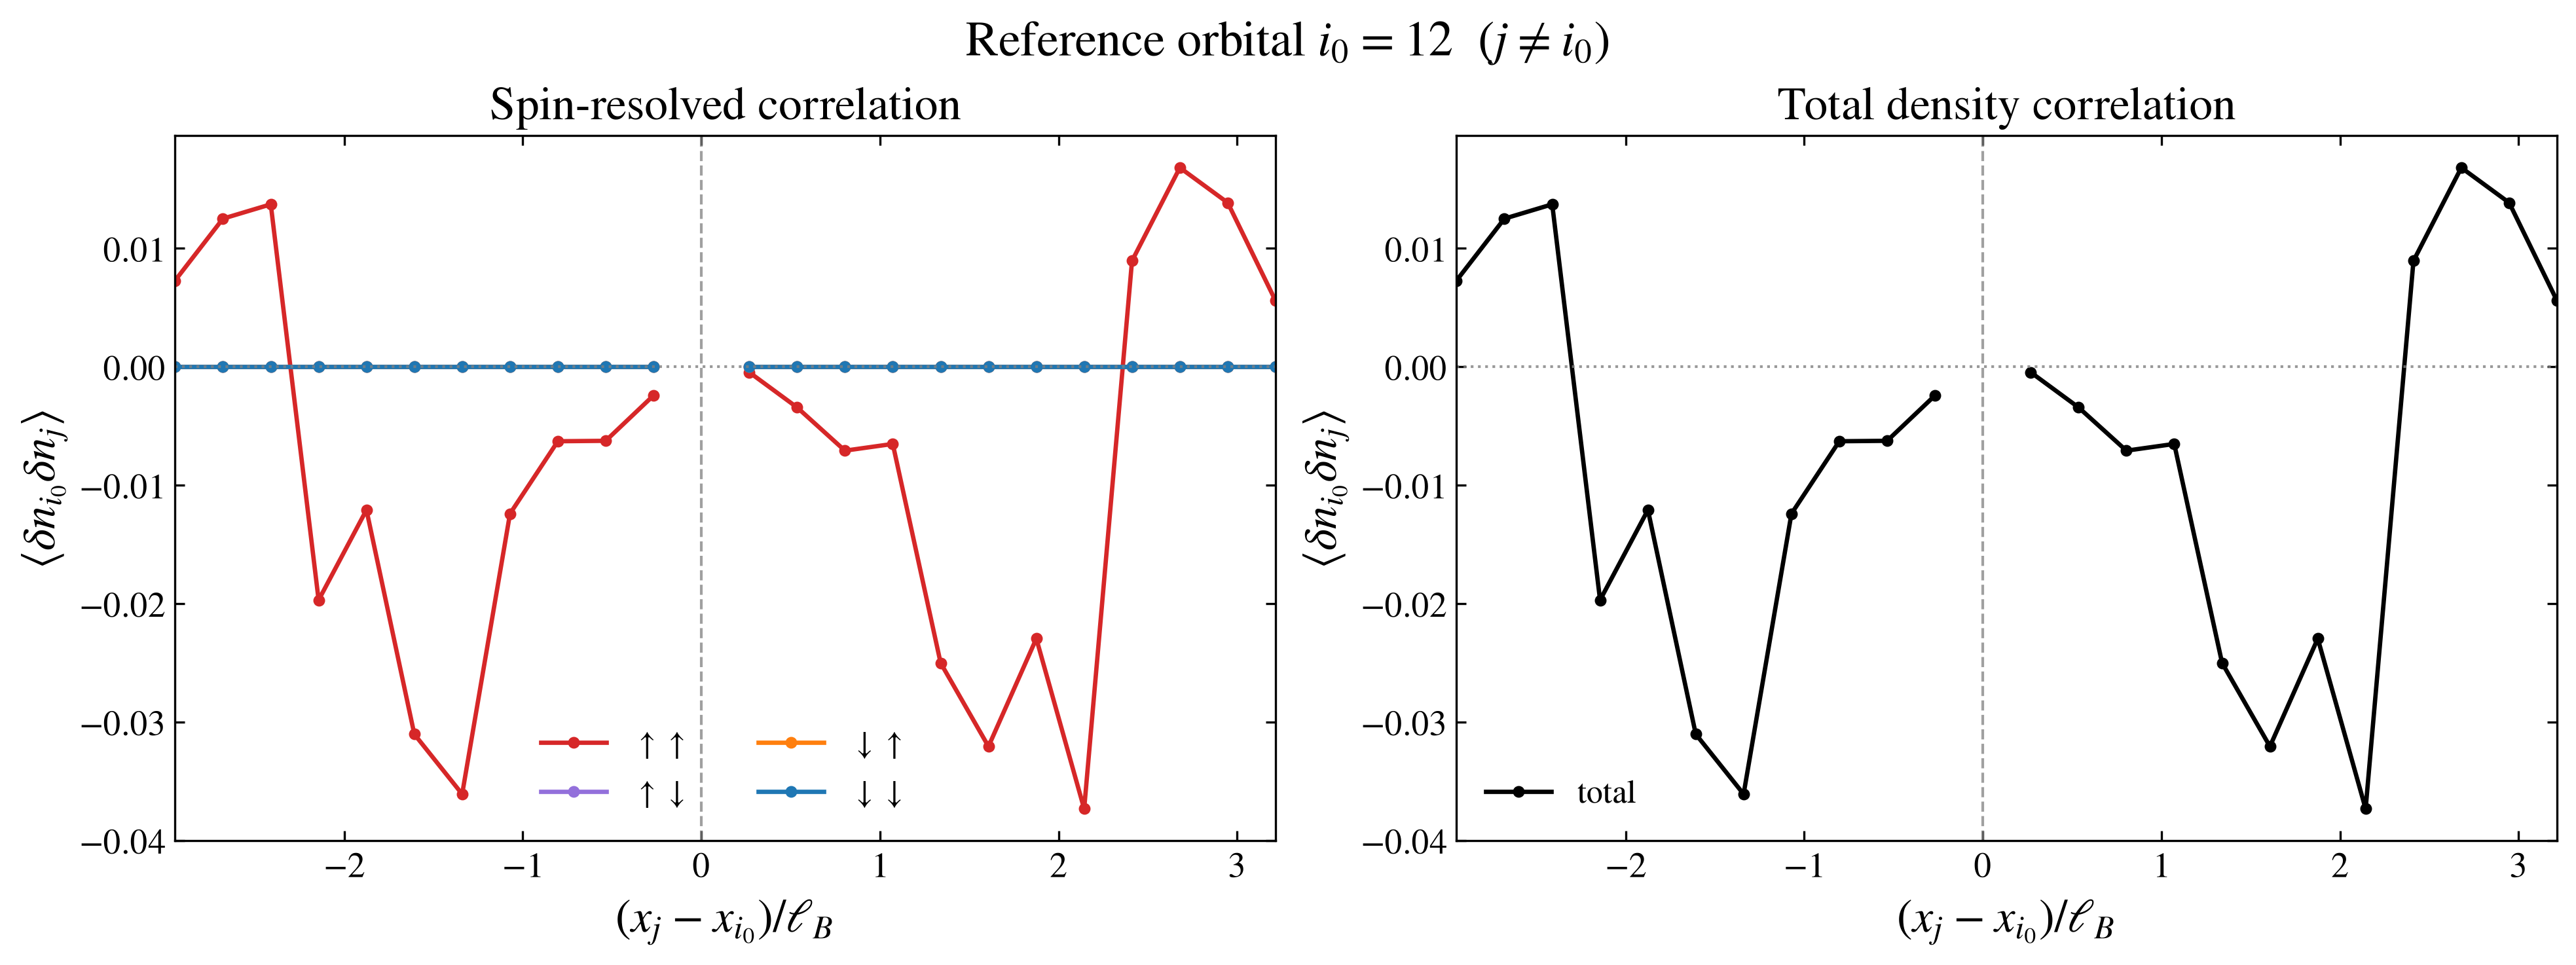 Reference orbital i₀ = 12 (j ≠ i₀)
Spin-resolved correlation
0.01
0.00
−0.01
−0.02
−0.03
−0.04
⟨δn_{i₀}δn_j⟩
↑ ↑
↑ ↓
↓ ↑
↓ ↓
−2 −1 0 1 2 3
(x_j − x_{i₀})/ℓ_B
Total density correlation
0.01
0.00
−0.01
−0.02
−0.03
−0.04
⟨δn_{i₀}δn_j⟩
total
−2 −1 0 1 2 3
(x_j − x_{i₀})/ℓ_B